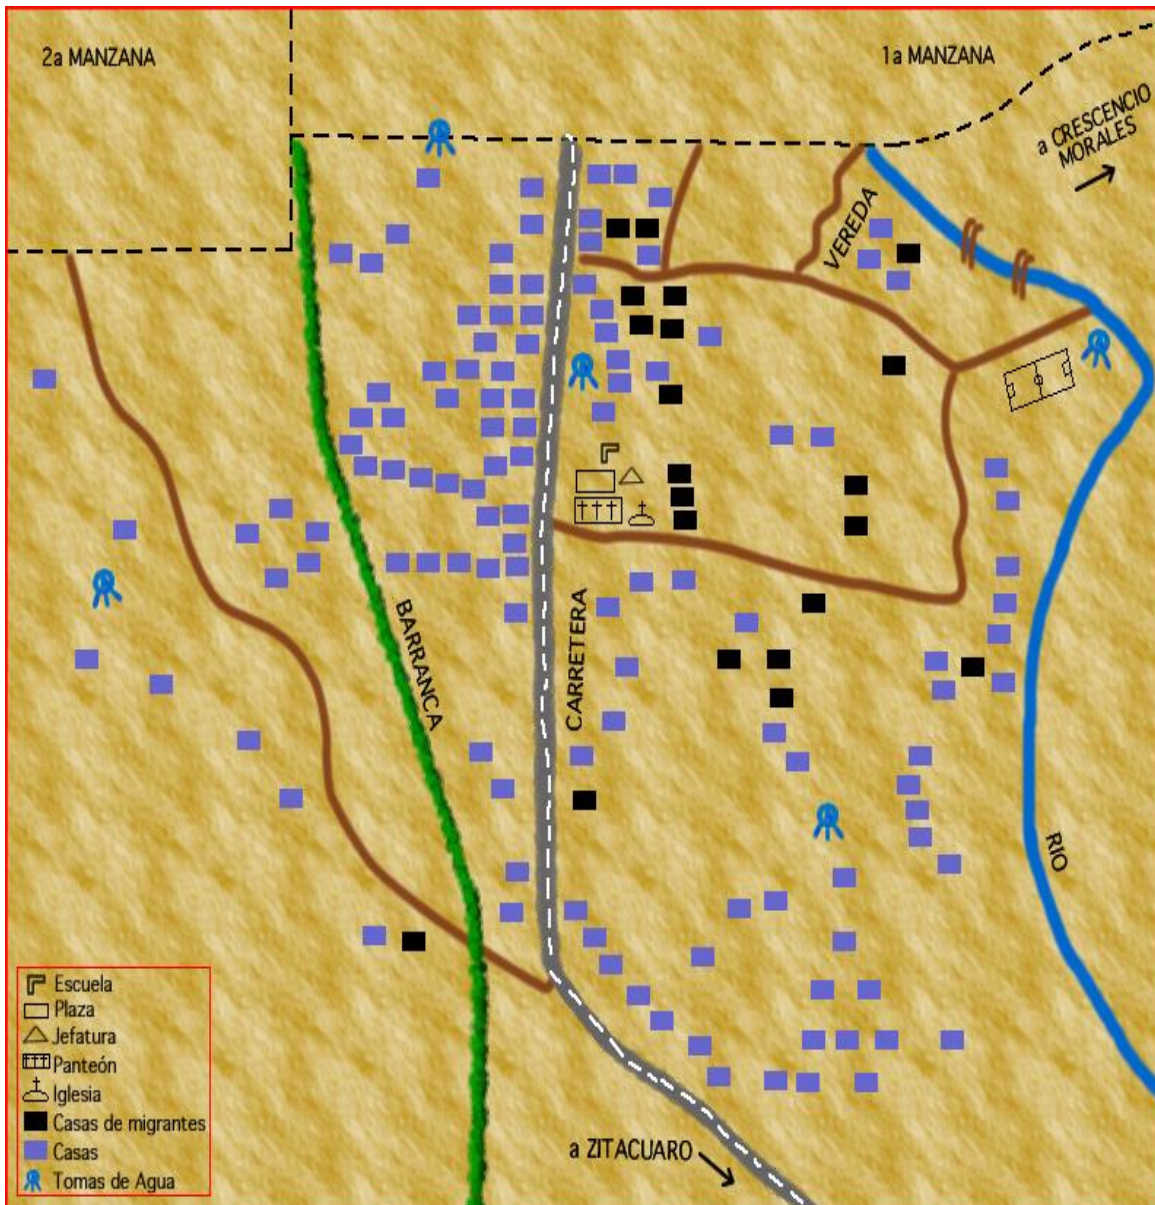 2a MANZANA
1a MANZANA
a CRESCENCIO
MORALES
VEREDA
BARRANCA
CARRETERA
RIO
Escuela
Plaza
Jefatura
Panteón
Iglesia
Casas de migrantes
Casas
Tomas de Agua
a ZITACUARO